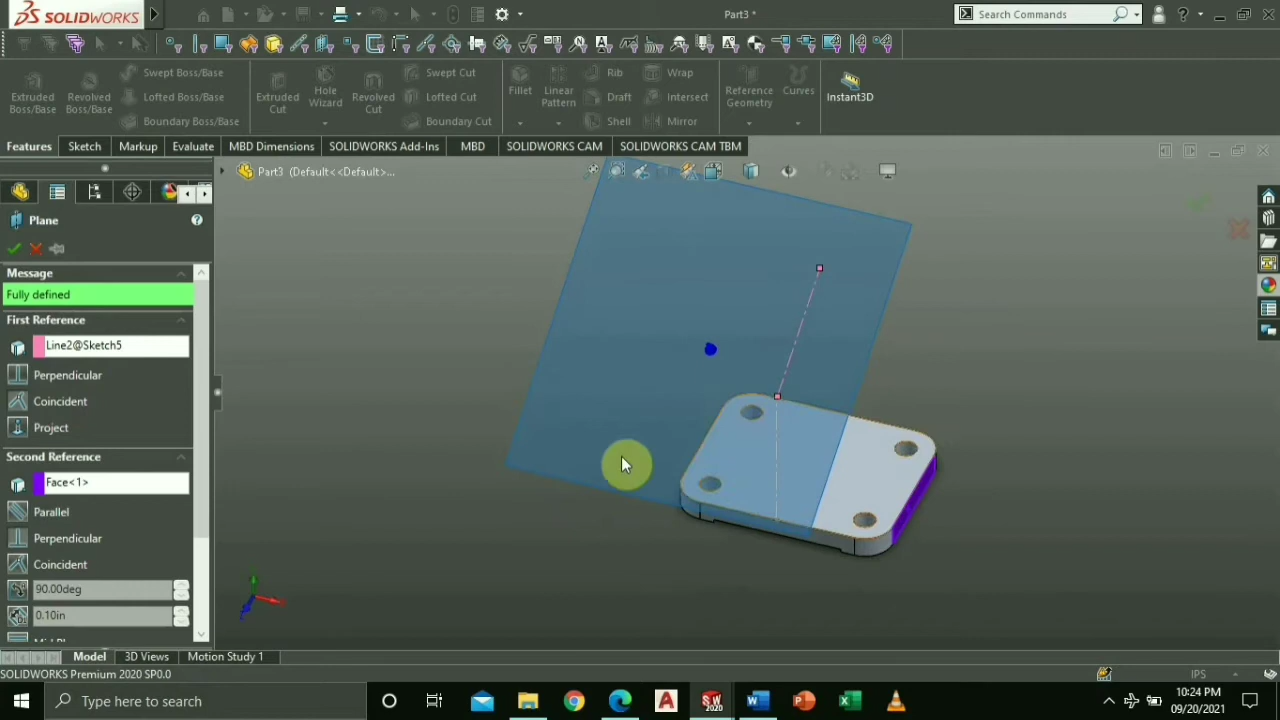 SOLIDWORKS
Part3 *
Search Commands
Extruded Boss/Base
Revolved Boss/Base
Swept Boss/Base
Lofted Boss/Base
Boundary Boss/Base
Extruded Cut
Hole Wizard
Revolved Cut
Swept Cut
Lofted Cut
Boundary Cut
Fillet
Linear Pattern
Rib
Draft
Shell
Wrap
Intersect
Mirror
Reference Geometry
Curves
Instant3D
Features Sketch Markup Evaluate MBD Dimensions SOLIDWORKS Add-Ins MBD SOLIDWORKS CAM SOLIDWORKS CAM TBM
Part3 (Default<<Default>...
Plane
Message
Fully defined
First Reference
Line2@Sketch5
Perpendicular
Coincident
Project
Second Reference
Face<1>
Parallel
Perpendicular
Coincident
90.00deg
0.10in
Model 3D Views Motion Study 1
SOLIDWORKS Premium 2020 SP0.0
IPS
Type here to search
10:24 PM
09/20/2021